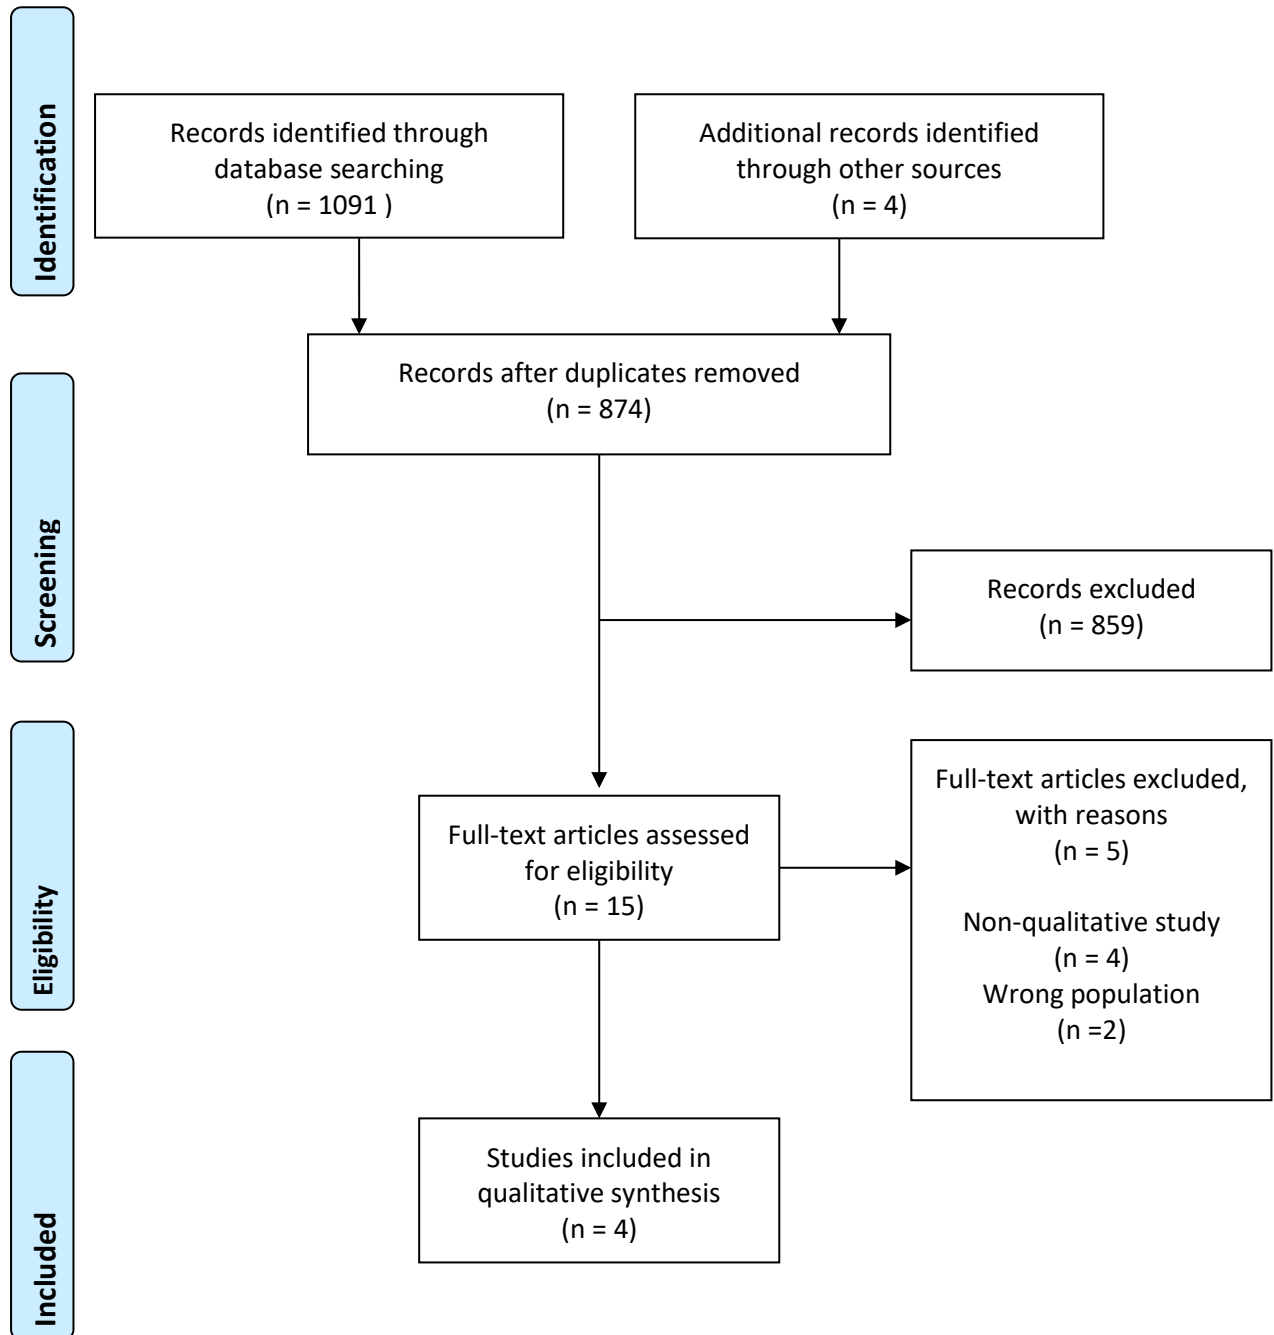 Identification
Records identified through
database searching
(n = 1091 )
Additional records identified
through other sources
(n = 4)
Records after duplicates removed
(n = 874)
Screening
Records excluded
(n = 859)
Eligibility
Full-text articles assessed
for eligibility
(n = 15)
Full-text articles excluded,
with reasons
(n = 5)
Non-qualitative study
(n = 4)
Wrong population
(n =2)
Included
Studies included in
qualitative synthesis
(n = 4)